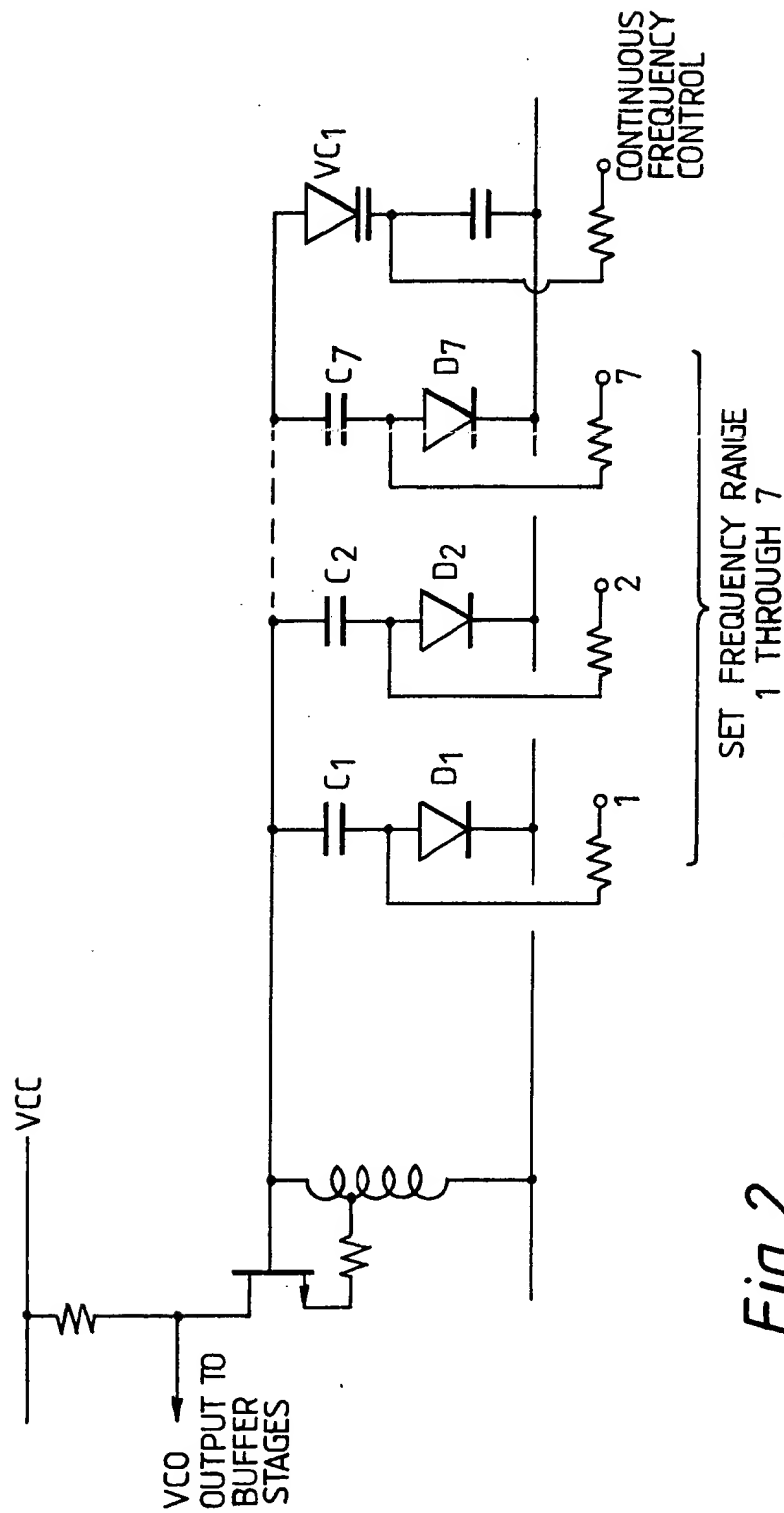 VCC
VCO
OUTPUT TO
BUFFER
STAGES
C1
D1
1
C2
D2
2
C7
D7
7
VC1
CONTINUOUS
FREQUENCY
CONTROL
SET FREQUENCY RANGE
1 THROUGH 7
Fig. 2